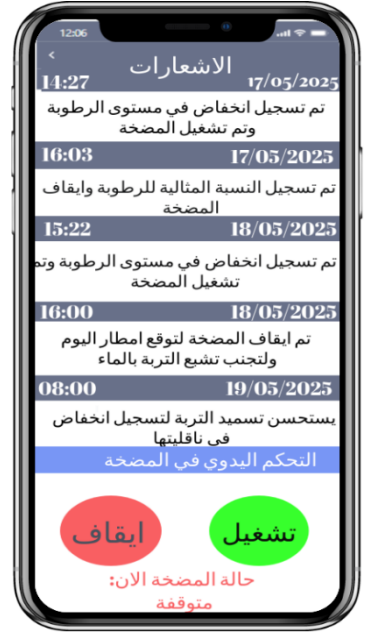 12:06
الاشعارات
14:27 17/05/2025
تم تسجيل انخفاض في مستوى الرطوبة
وتم تشغيل المضخة
16:03 17/05/2025
تم تسجيل النسبة المثالية للرطوبة وايقاف
المضخة
15:22 18/05/2025
تم تسجيل انخفاض في مستوى الرطوبة وتم
تشغيل المضخة
16:00 18/05/2025
تم ايقاف المضخة لتوقع امطار اليوم
ولتجنب تشبع التربة بالماء
08:00 19/05/2025
يستحسن تسميد التربة لتسجيل انخفاض
في ناقليتها
التحكم اليدوي في المضخة
تشغيل
ايقاف
حالة المضخة الان:
متوقفة